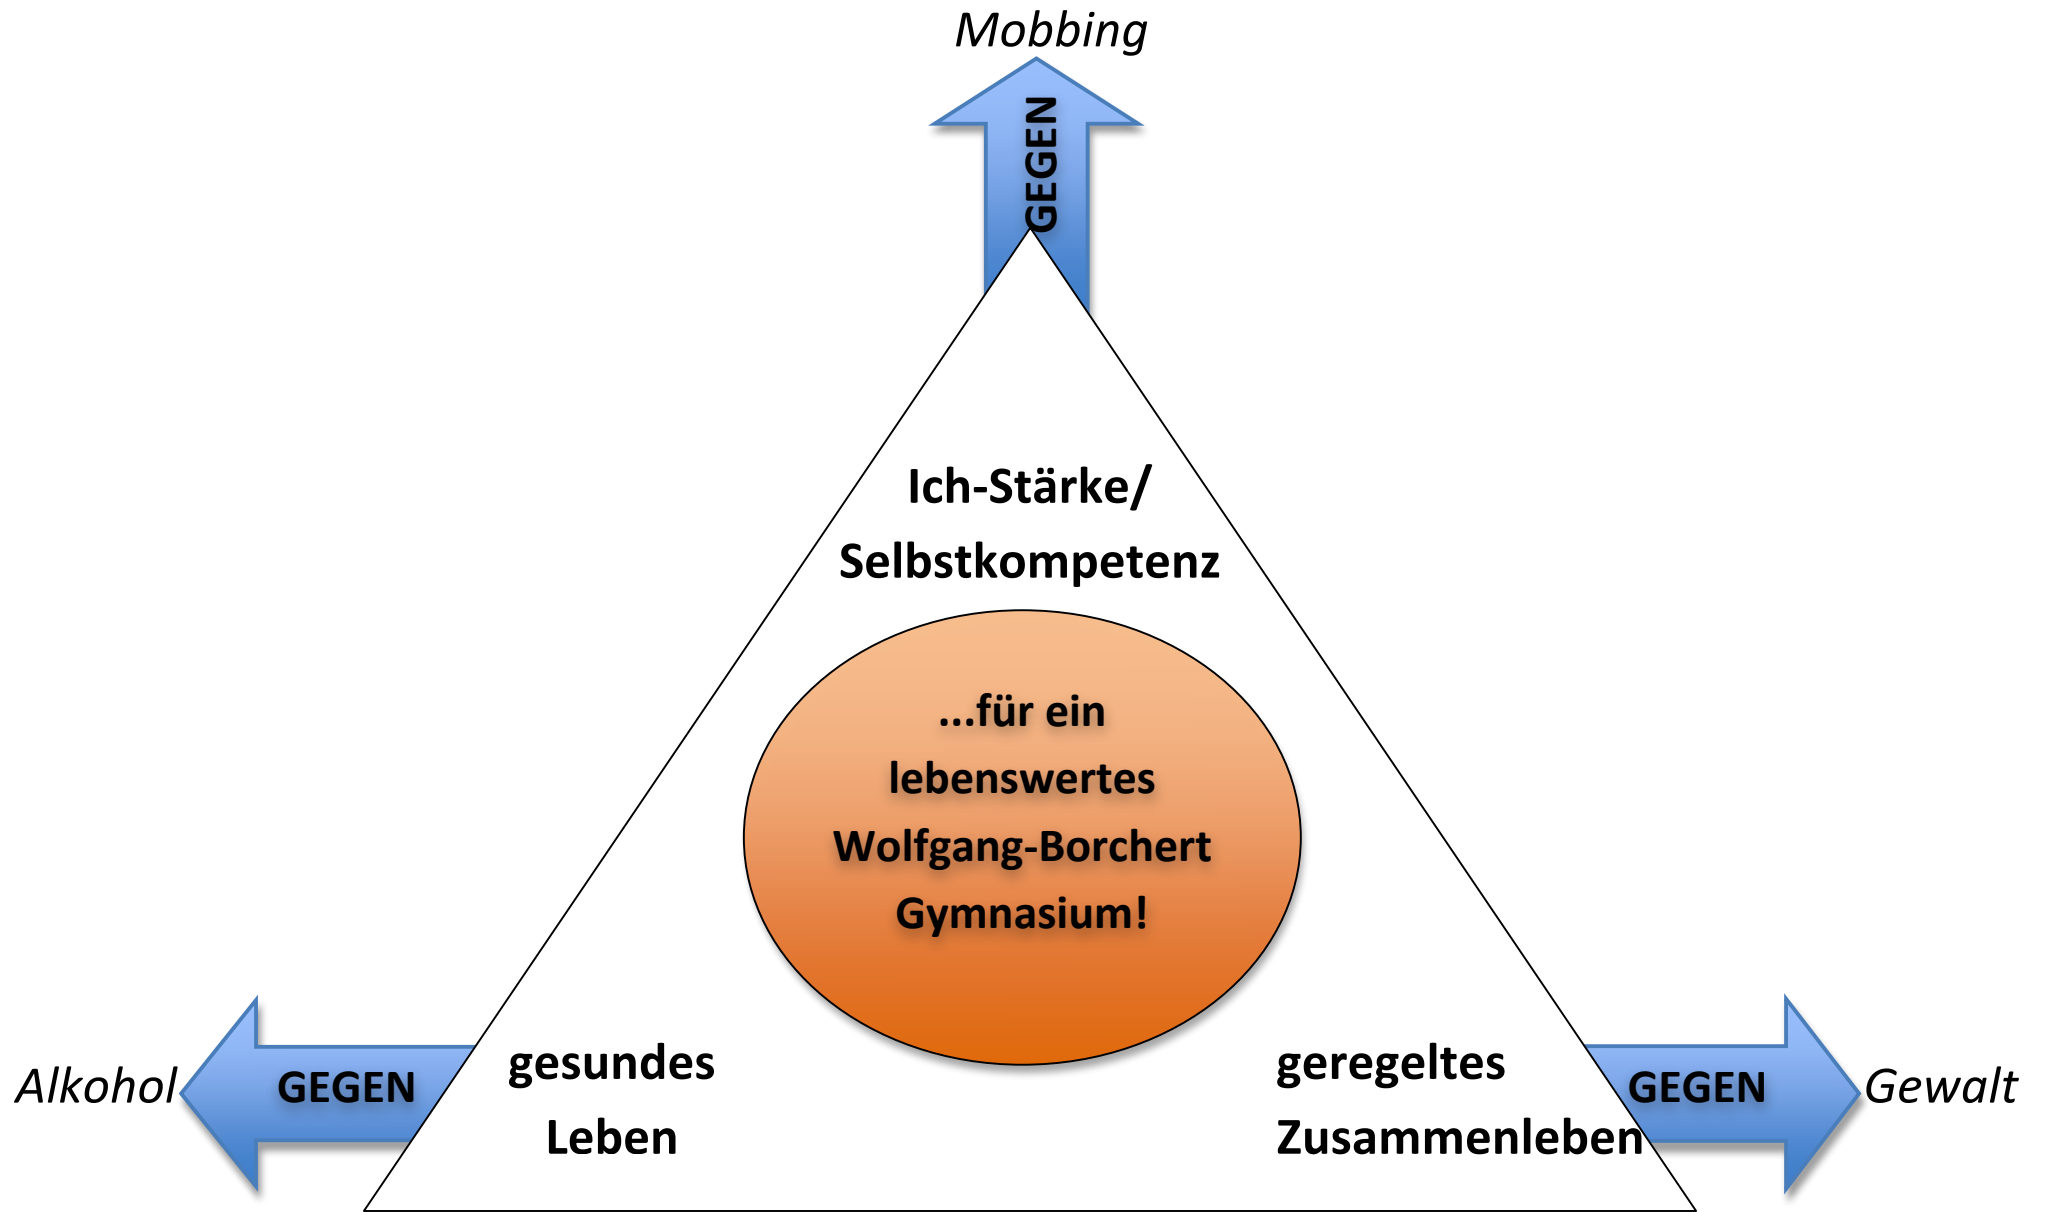 Mobbing
GEGEN
Ich-Stärke/
Selbstkompetenz
...für ein
lebenswertes
Wolfgang-Borchert
Gymnasium!
Alkohol
GEGEN
gesundes
Leben
geregeltes
Zusammenleben
GEGEN
Gewalt